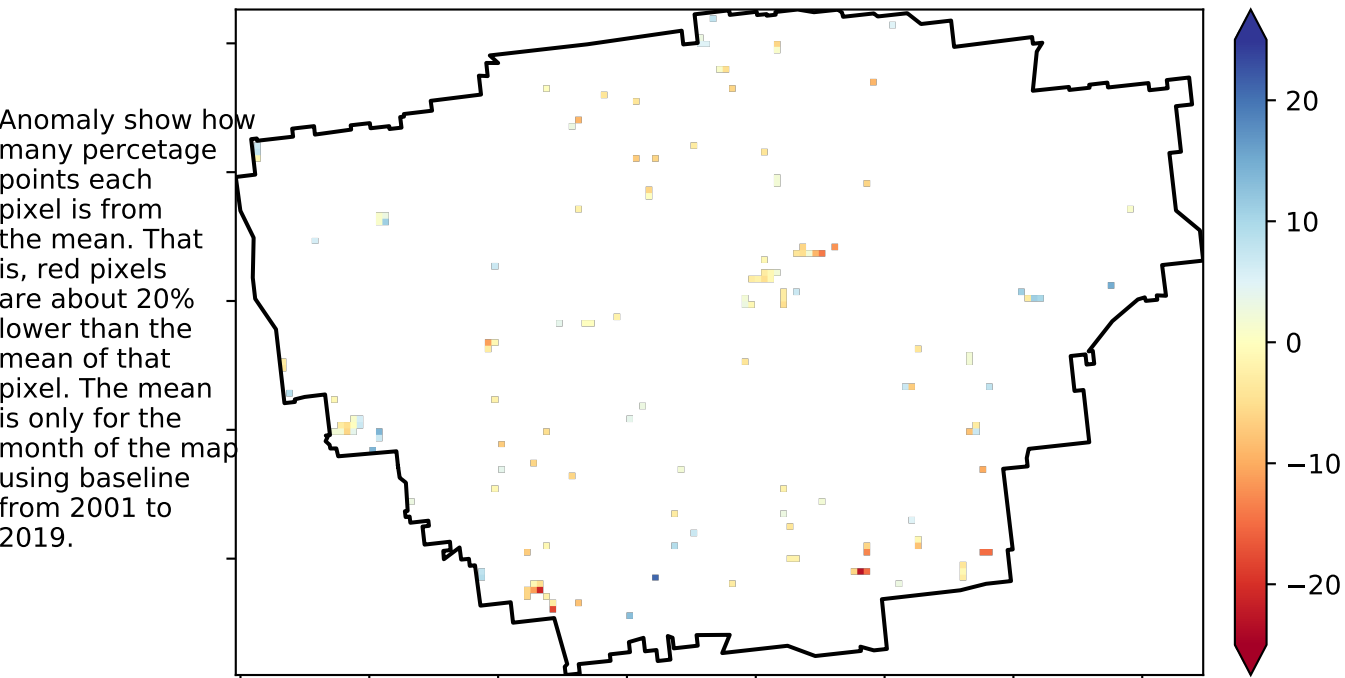 Anomaly show how
many percetage
points each
pixel is from
the mean. That
is, red pixels
are about 20%
lower than the
mean of that
pixel. The mean
is only for the
month of the map
using baseline
from 2001 to
2019.
20
10
0
−10
−20